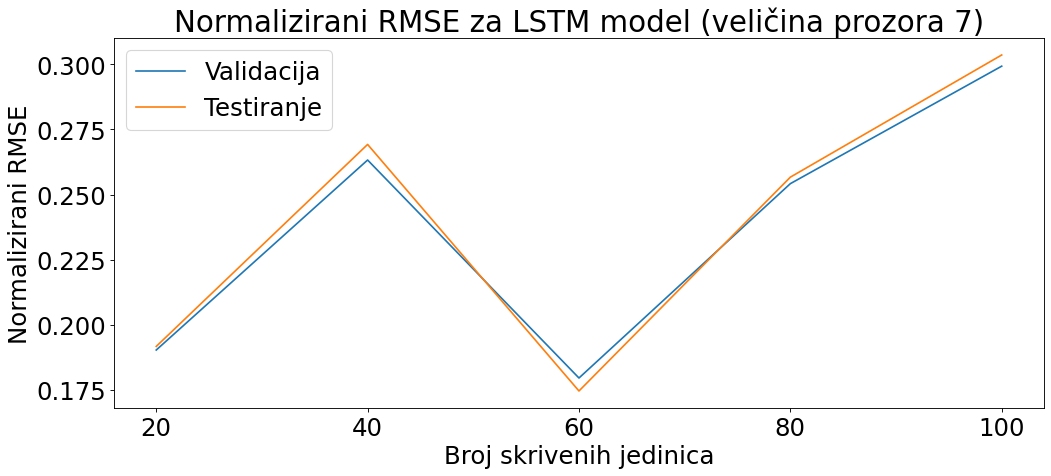 Normalizirani RMSE za LSTM model (veličina prozora 7)
Validacija
Testiranje
Normalizirani RMSE
0.300
0.275
0.250
0.225
0.200
0.175
20 40 60 80 100
Broj skrivenih jedinica